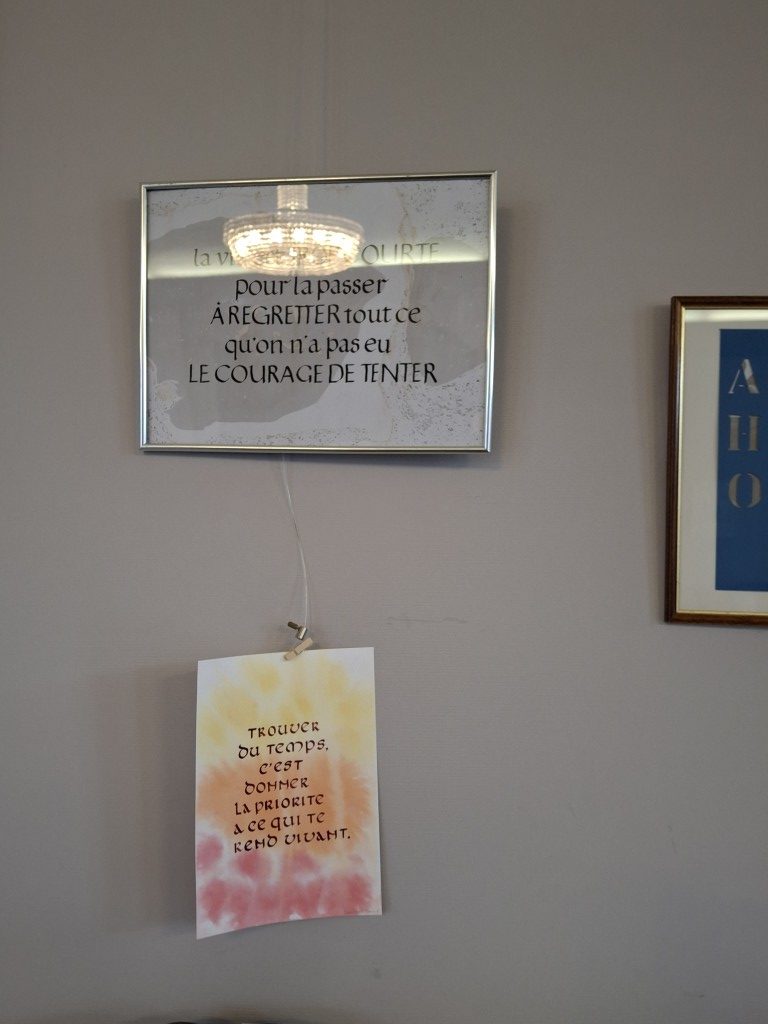 la OURTE
pour la passer
À REGRETTER tout ce
qu'on n'a pas eu
LE COURAGE DE TENTER
TROUVER
DU TEMPS,
C'EST
DONNER
LA PRIORITE
A CE QUI TE
REND VIVANT.
A
H
O